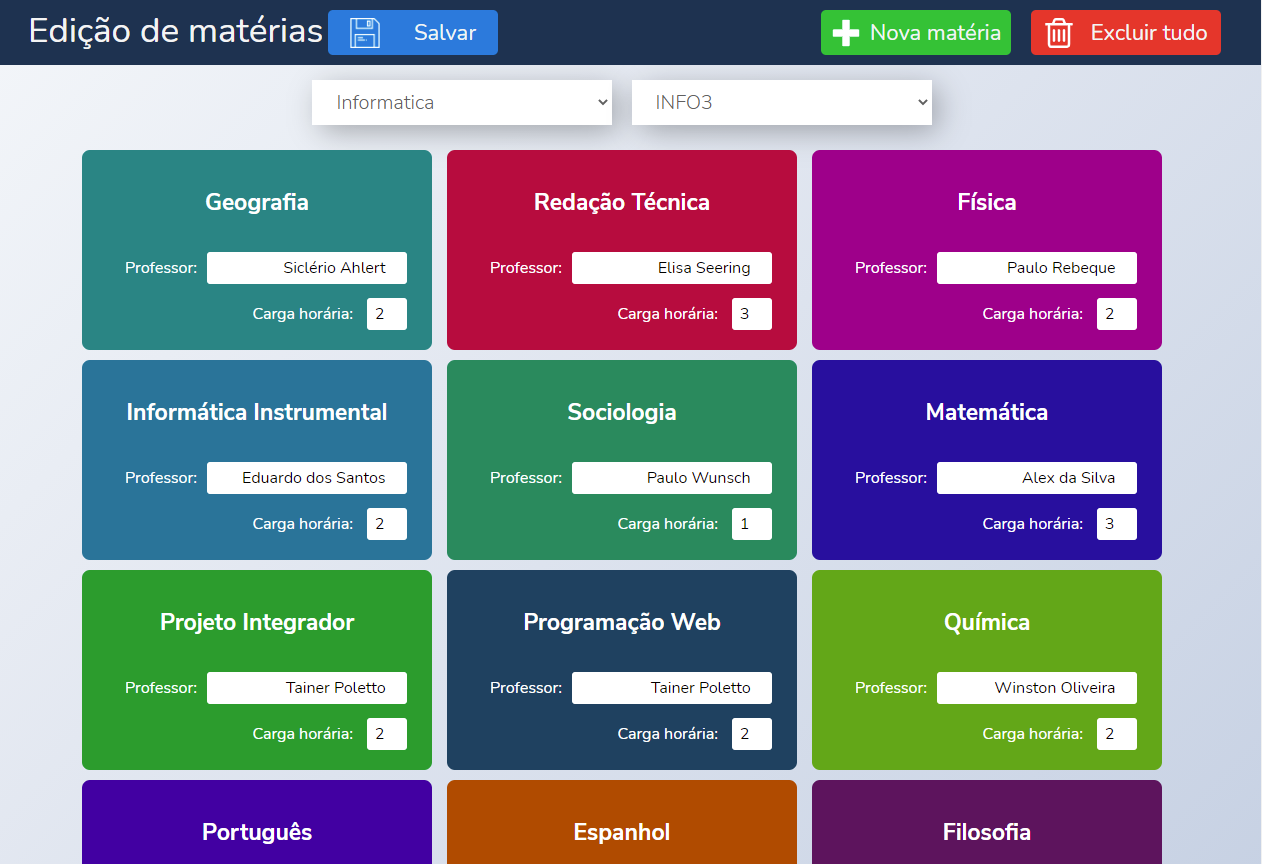 Edição de matérias Salvar Nova matéria Excluir tudo
Informatica INFO3
Geografia Redação Técnica Física
Professor: Siclério Ahlert Professor: Elisa Seering Professor: Paulo Rebeque
Carga horária: 2 Carga horária: 3 Carga horária: 2
Informática Instrumental Sociologia Matemática
Professor: Eduardo dos Santos Professor: Paulo Wunsch Professor: Alex da Silva
Carga horária: 2 Carga horária: 1 Carga horária: 3
Projeto Integrador Programação Web Química
Professor: Tainer Poletto Professor: Tainer Poletto Professor: Winston Oliveira
Carga horária: 2 Carga horária: 2 Carga horária: 2
Português Espanhol Filosofia